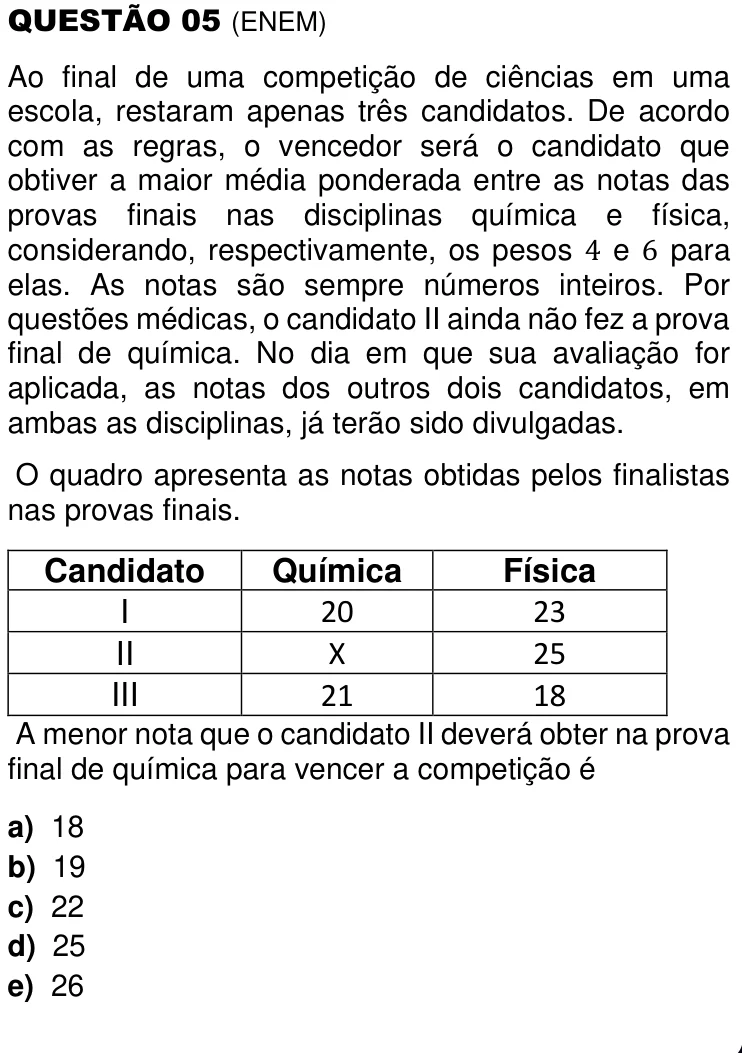 QUESTÃO 05 (ENEM)
Ao final de uma competição de ciências em uma
escola, restaram apenas três candidatos. De acordo
com as regras, o vencedor será o candidato que
obtiver a maior média ponderada entre as notas das
provas finais nas disciplinas química e física,
considerando, respectivamente, os pesos 4 e 6 para
elas. As notas são sempre números inteiros. Por
questões médicas, o candidato II ainda não fez a prova
final de química. No dia em que sua avaliação for
aplicada, as notas dos outros dois candidatos, em
ambas as disciplinas, já terão sido divulgadas.
O quadro apresenta as notas obtidas pelos finalistas
nas provas finais.
Candidato Química Física
I 20 23
II X 25
III 21 18
A menor nota que o candidato II deverá obter na prova
final de química para vencer a competição é
a) 18
b) 19
c) 22
d) 25
e) 26